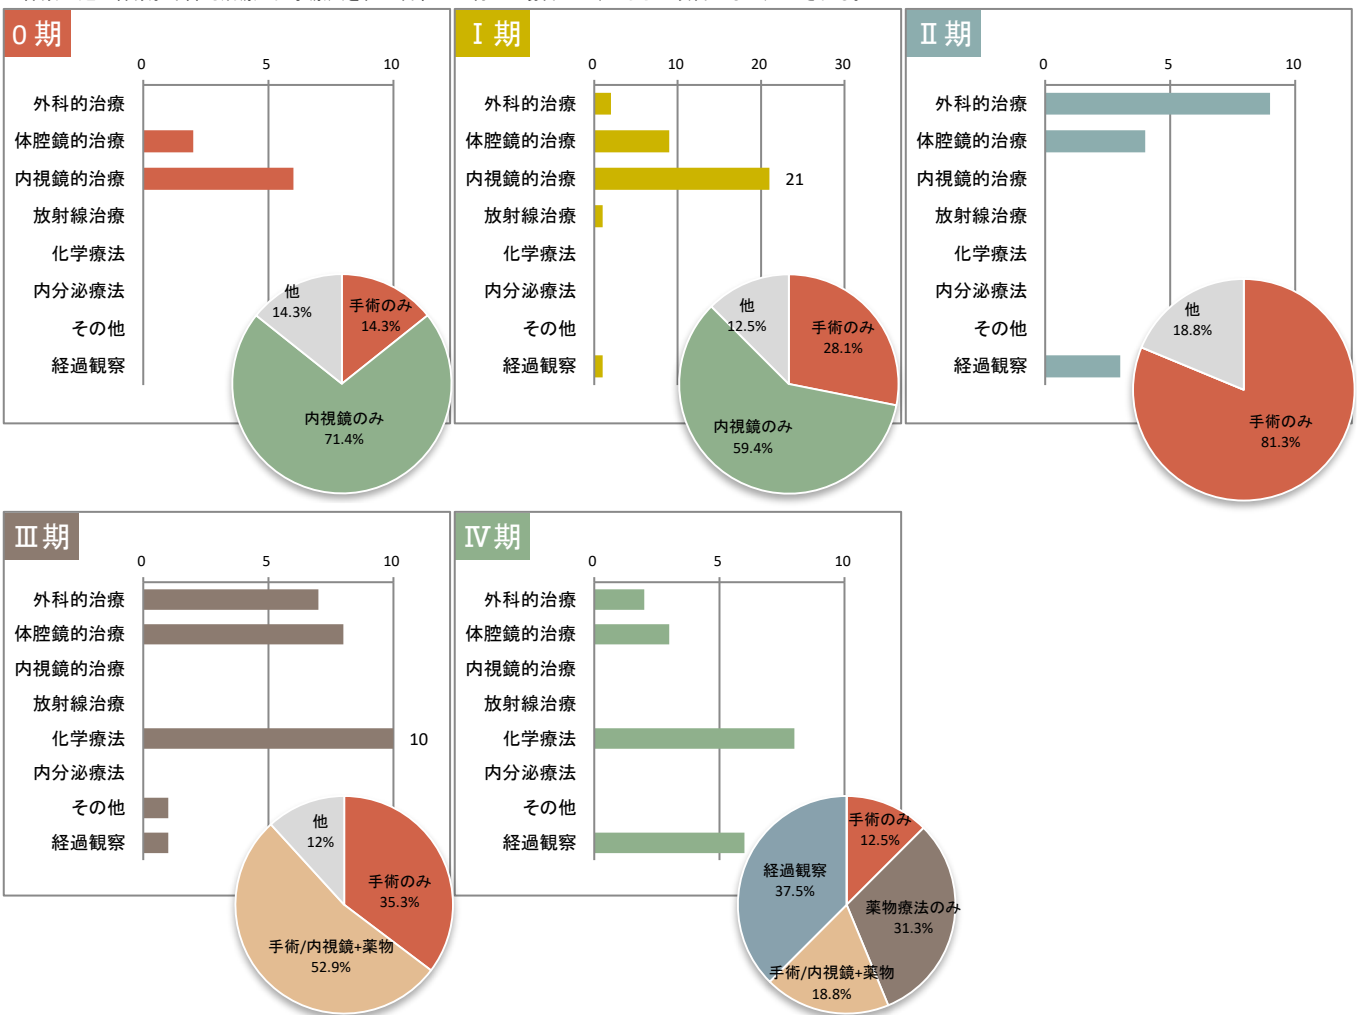 0 期
0 5 10
外科的治療
体腔鏡的治療
内視鏡的治療
放射線治療
化学療法
内分泌療法
その他
経過観察
他
14.3%
手術のみ
14.3%
内視鏡のみ
71.4%
Ⅰ 期
0 10 20 30
外科的治療
体腔鏡的治療
内視鏡的治療 21
放射線治療
化学療法
内分泌療法
その他
経過観察
他
12.5%
手術のみ
28.1%
内視鏡のみ
59.4%
Ⅱ 期
0 5 10
外科的治療
体腔鏡的治療
内視鏡的治療
放射線治療
化学療法
内分泌療法
その他
経過観察
他
18.8%
手術のみ
81.3%
Ⅲ 期
0 5 10
外科的治療
体腔鏡的治療
内視鏡的治療
放射線治療
化学療法 10
内分泌療法
その他
経過観察
他
12%
手術のみ
35.3%
手術/内視鏡+薬物
52.9%
Ⅳ 期
0 5 10
外科的治療
体腔鏡的治療
内視鏡的治療
放射線治療
化学療法
内分泌療法
その他
経過観察
手術のみ
12.5%
経過観察
37.5%
薬物療法のみ
31.3%
手術/内視鏡+薬物
18.8%